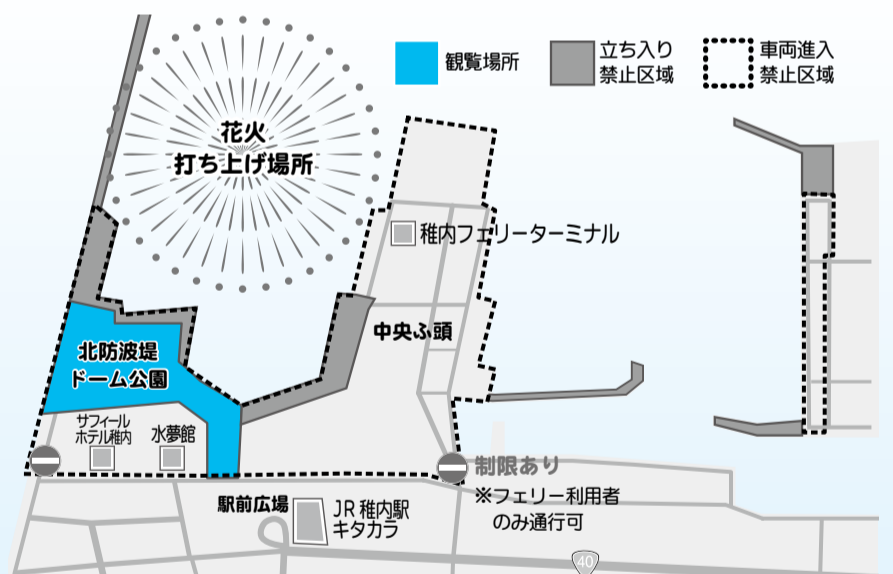 観覧場所
立ち入り
禁止区域
車両進入
禁止区域
花火
打ち上げ場所
稚内フェリーターミナル
中央ふ頭
北防波堤
ドーム公園
サフィール
ホテル稚内
水夢館
制限あり
※フェリー利用者
のみ通行可
駅前広場
JR稚内駅
キタカラ
40